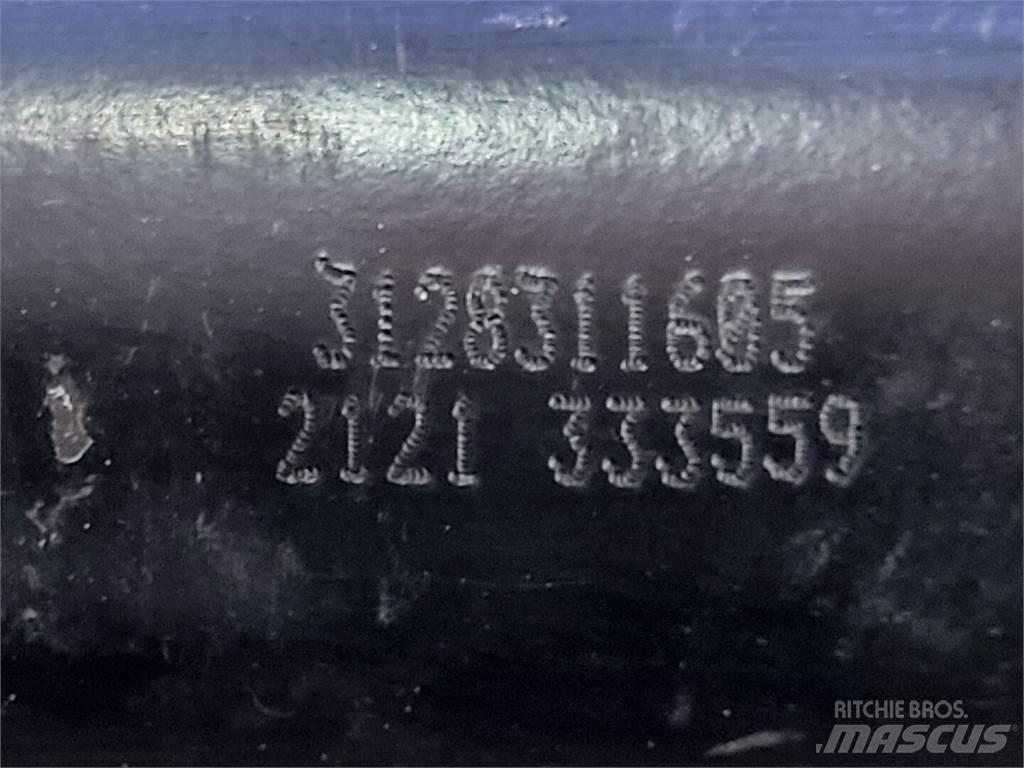 3128311605
2121 333559
RITCHIE BROS.
MASCUS